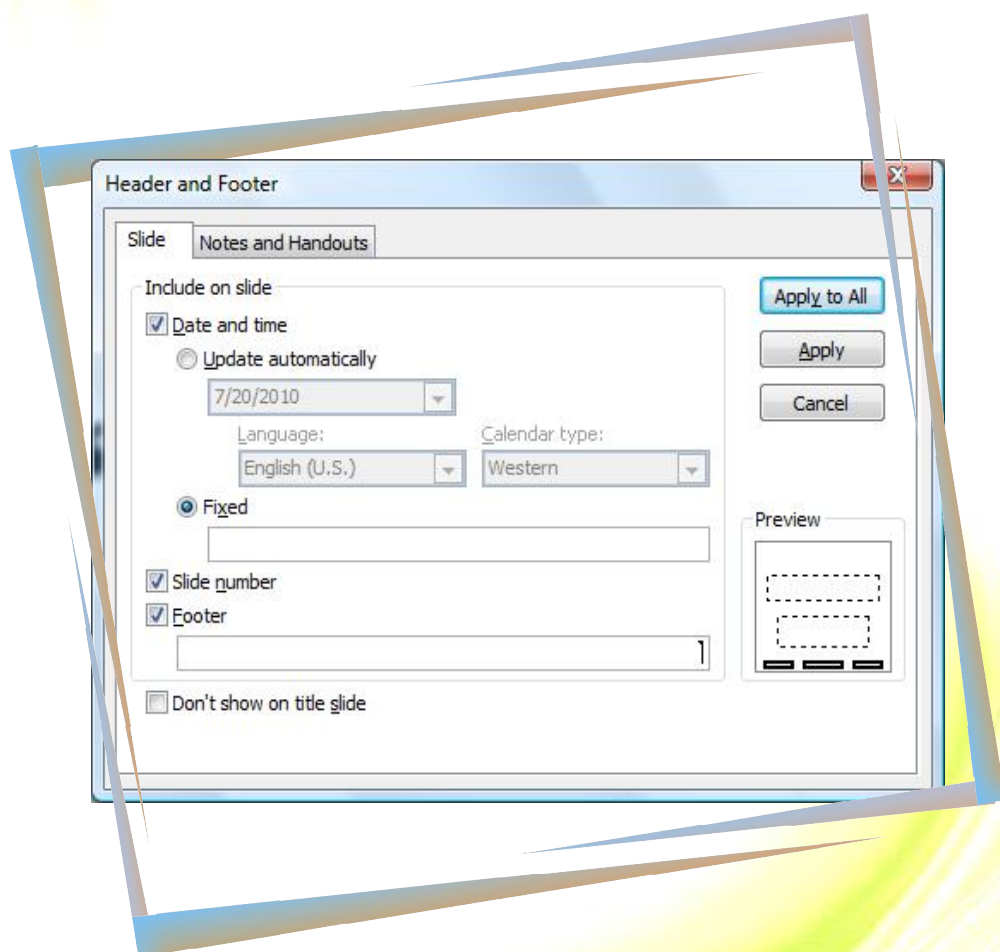 Header and Footer
Slide
Notes and Handouts
Include on slide
Date and time
Update automatically
7/20/2010
Language:
Calendar type:
English (U.S.)
Western
Fixed
Slide number
Footer
Don't show on title slide
Apply to All
Apply
Cancel
Preview